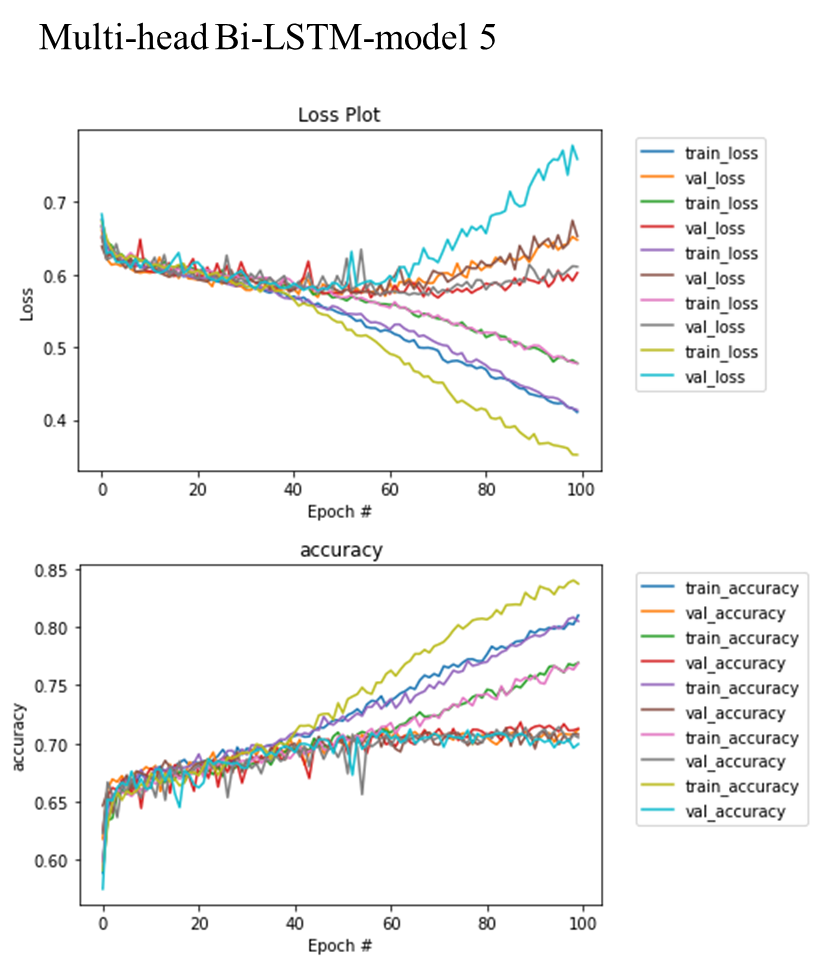 Multi-head Bi-LSTM-model 5
Loss Plot
Loss
0.7
0.6
0.5
0.4
0
20
40
60
80
100
Epoch #
train_loss
val_loss
train_loss
val_loss
train_loss
val_loss
train_loss
val_loss
train_loss
val_loss
accuracy
accuracy
0.85
0.80
0.75
0.70
0.65
0.60
0
20
40
60
80
100
Epoch #
train_accuracy
val_accuracy
train_accuracy
val_accuracy
train_accuracy
val_accuracy
train_accuracy
val_accuracy
train_accuracy
val_accuracy